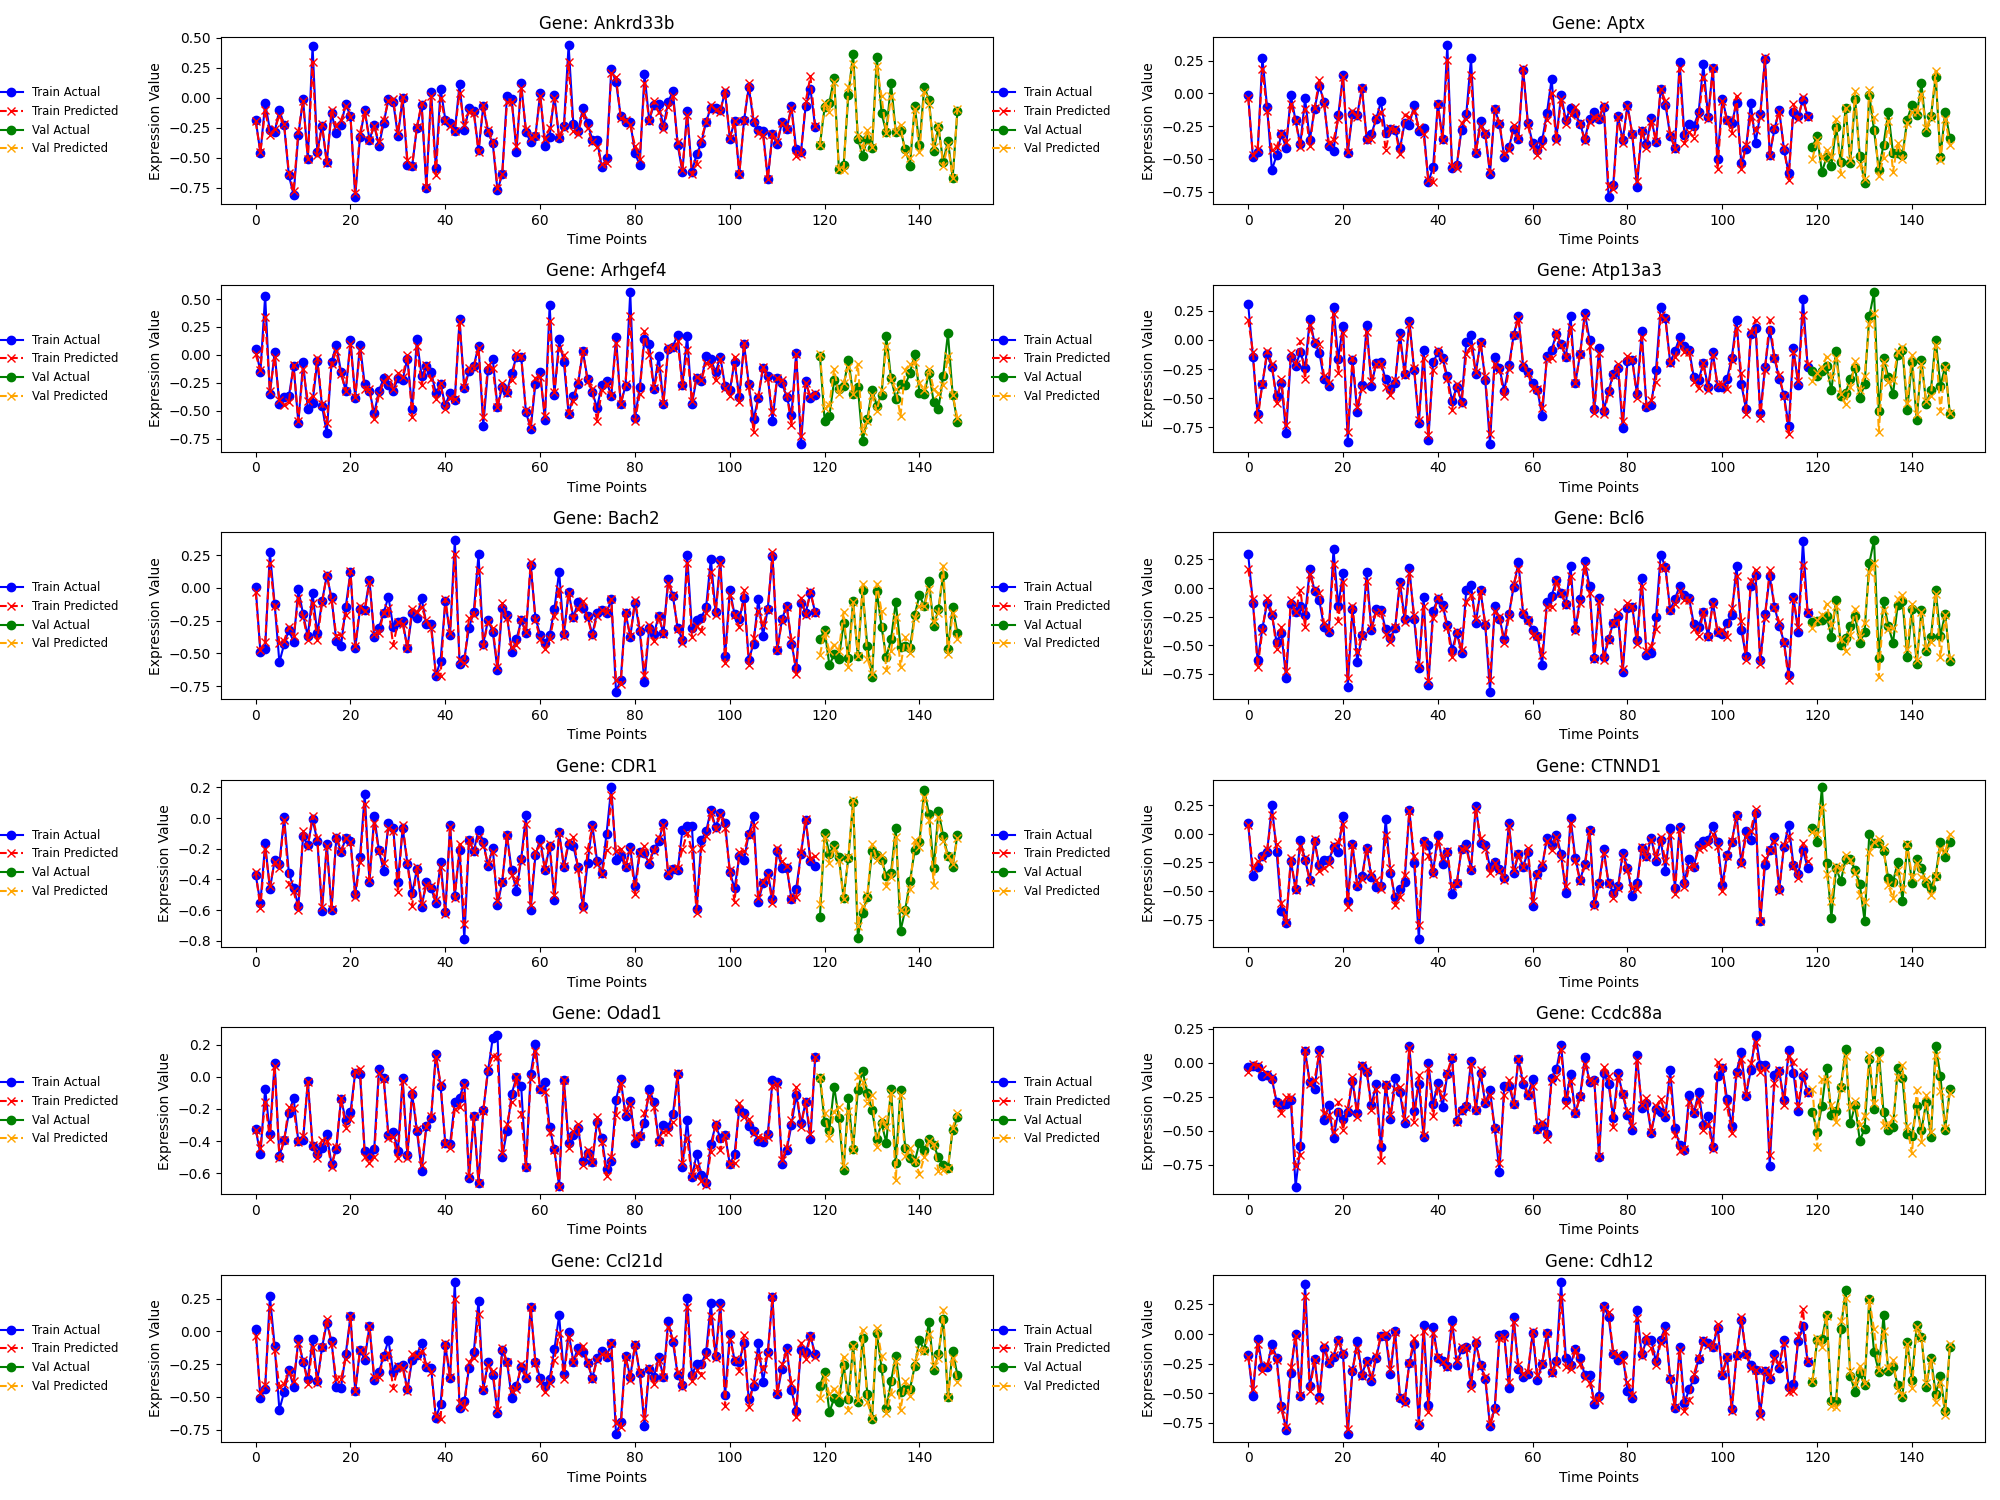 Gene: Ankrd33b
Expression Value
0.50
0.25
0.00
−0.25
−0.50
−0.75
0 20 40 60 80 100 120 140
Time Points
Train Actual
Train Predicted
Val Actual
Val Predicted
Gene: Aptx
Expression Value
0.25
0.00
−0.25
−0.50
−0.75
0 20 40 60 80 100 120 140
Time Points
Train Actual
Train Predicted
Val Actual
Val Predicted
Gene: Arhgef4
Expression Value
0.50
0.25
0.00
−0.25
−0.50
−0.75
0 20 40 60 80 100 120 140
Time Points
Train Actual
Train Predicted
Val Actual
Val Predicted
Gene: Atp13a3
Expression Value
0.25
0.00
−0.25
−0.50
−0.75
0 20 40 60 80 100 120 140
Time Points
Train Actual
Train Predicted
Val Actual
Val Predicted
Gene: Bach2
Expression Value
0.25
0.00
−0.25
−0.50
−0.75
0 20 40 60 80 100 120 140
Time Points
Train Actual
Train Predicted
Val Actual
Val Predicted
Gene: Bcl6
Expression Value
0.25
0.00
−0.25
−0.50
−0.75
0 20 40 60 80 100 120 140
Time Points
Train Actual
Train Predicted
Val Actual
Val Predicted
Gene: CDR1
Expression Value
0.2
0.0
−0.2
−0.4
−0.6
−0.8
0 20 40 60 80 100 120 140
Time Points
Train Actual
Train Predicted
Val Actual
Val Predicted
Gene: CTNND1
Expression Value
0.25
0.00
−0.25
−0.50
−0.75
0 20 40 60 80 100 120 140
Time Points
Train Actual
Train Predicted
Val Actual
Val Predicted
Gene: Odad1
Expression Value
0.2
0.0
−0.2
−0.4
−0.6
0 20 40 60 80 100 120 140
Time Points
Train Actual
Train Predicted
Val Actual
Val Predicted
Gene: Ccdc88a
Expression Value
0.25
0.00
−0.25
−0.50
−0.75
0 20 40 60 80 100 120 140
Time Points
Train Actual
Train Predicted
Val Actual
Val Predicted
Gene: Ccl21d
Expression Value
0.25
0.00
−0.25
−0.50
−0.75
0 20 40 60 80 100 120 140
Time Points
Train Actual
Train Predicted
Val Actual
Val Predicted
Gene: Cdh12
Expression Value
0.25
0.00
−0.25
−0.50
−0.75
0 20 40 60 80 100 120 140
Time Points